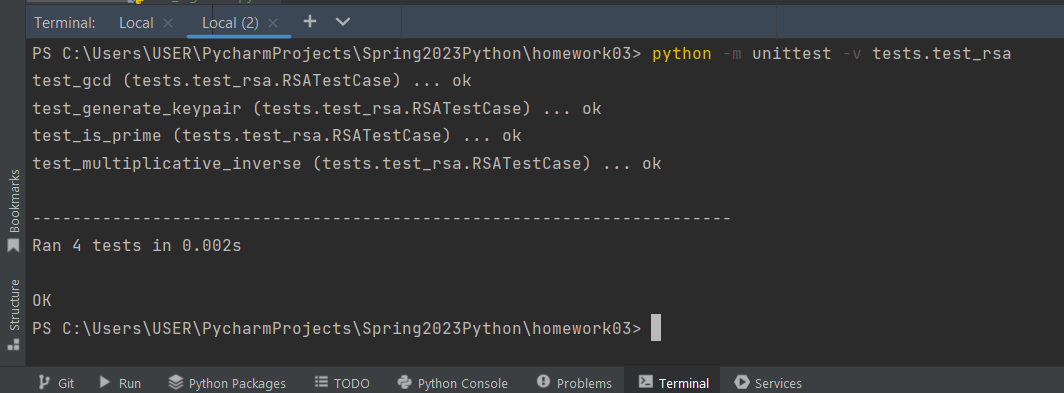 Terminal: Local × Local (2) × +
PS C:\Users\USER\PycharmProjects\Spring2023Python\homework03> python -m unittest -v tests.test_rsa
test_gcd (tests.test_rsa.RSATestCase) ... ok
test_generate_keypair (tests.test_rsa.RSATestCase) ... ok
test_is_prime (tests.test_rsa.RSATestCase) ... ok
test_multiplicative_inverse (tests.test_rsa.RSATestCase) ... ok
----------------------------------------------------------------------
Ran 4 tests in 0.002s
OK
PS C:\Users\USER\PycharmProjects\Spring2023Python\homework03>
Bookmarks
Structure
Git Run Python Packages TODO Python Console Problems Terminal Services